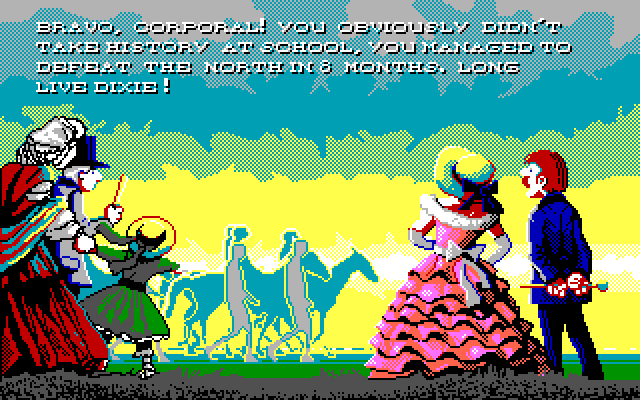 BRAVO, CORPORAL! YOU OBVIOUSLY DIDN'T
TAKE HISTORY AT SCHOOL, YOU MANAGED TO
DEFEAT THE NORTH IN 8 MONTHS. LONG
LIVE DIXIE!